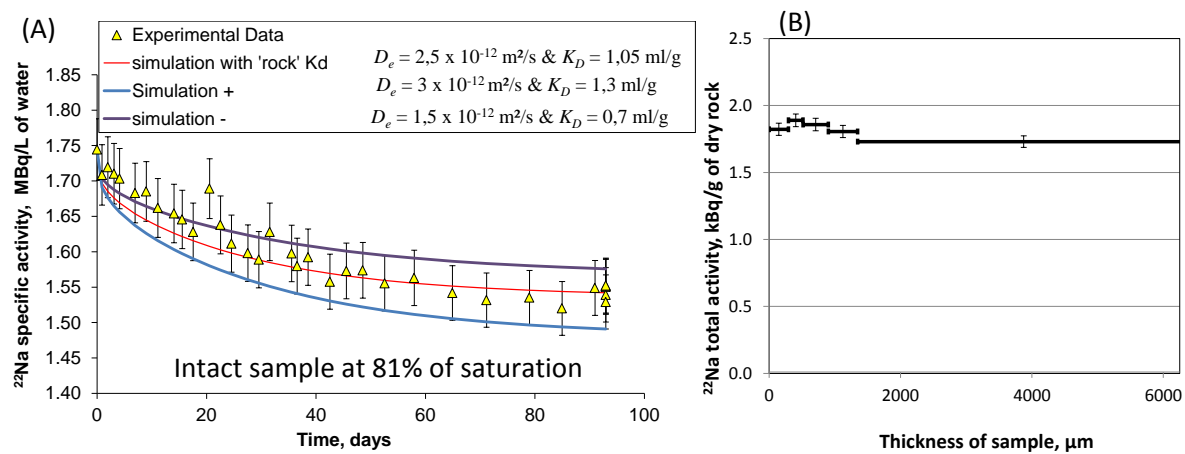 (A)
Experimental Data
simulation with 'rock' Kd
Simulation +
simulation -
Dₑ = 2,5 x 10⁻¹² m²/s & K_D = 1,05 ml/g
Dₑ = 3 x 10⁻¹² m²/s & K_D = 1,3 ml/g
Dₑ = 1,5 x 10⁻¹² m²/s & K_D = 0,7 ml/g
²²Na specific activity, MBq/L of water
1.85
1.80
1.75
1.70
1.65
1.60
1.55
1.50
1.45
1.40
Intact sample at 81% of saturation
0 20 40 60 80 100
Time, days
(B)
²²Na total activity, kBq/g of dry rock
2.5
2.0
1.5
1.0
0.5
0.0
0 2000 4000 6000
Thickness of sample, µm